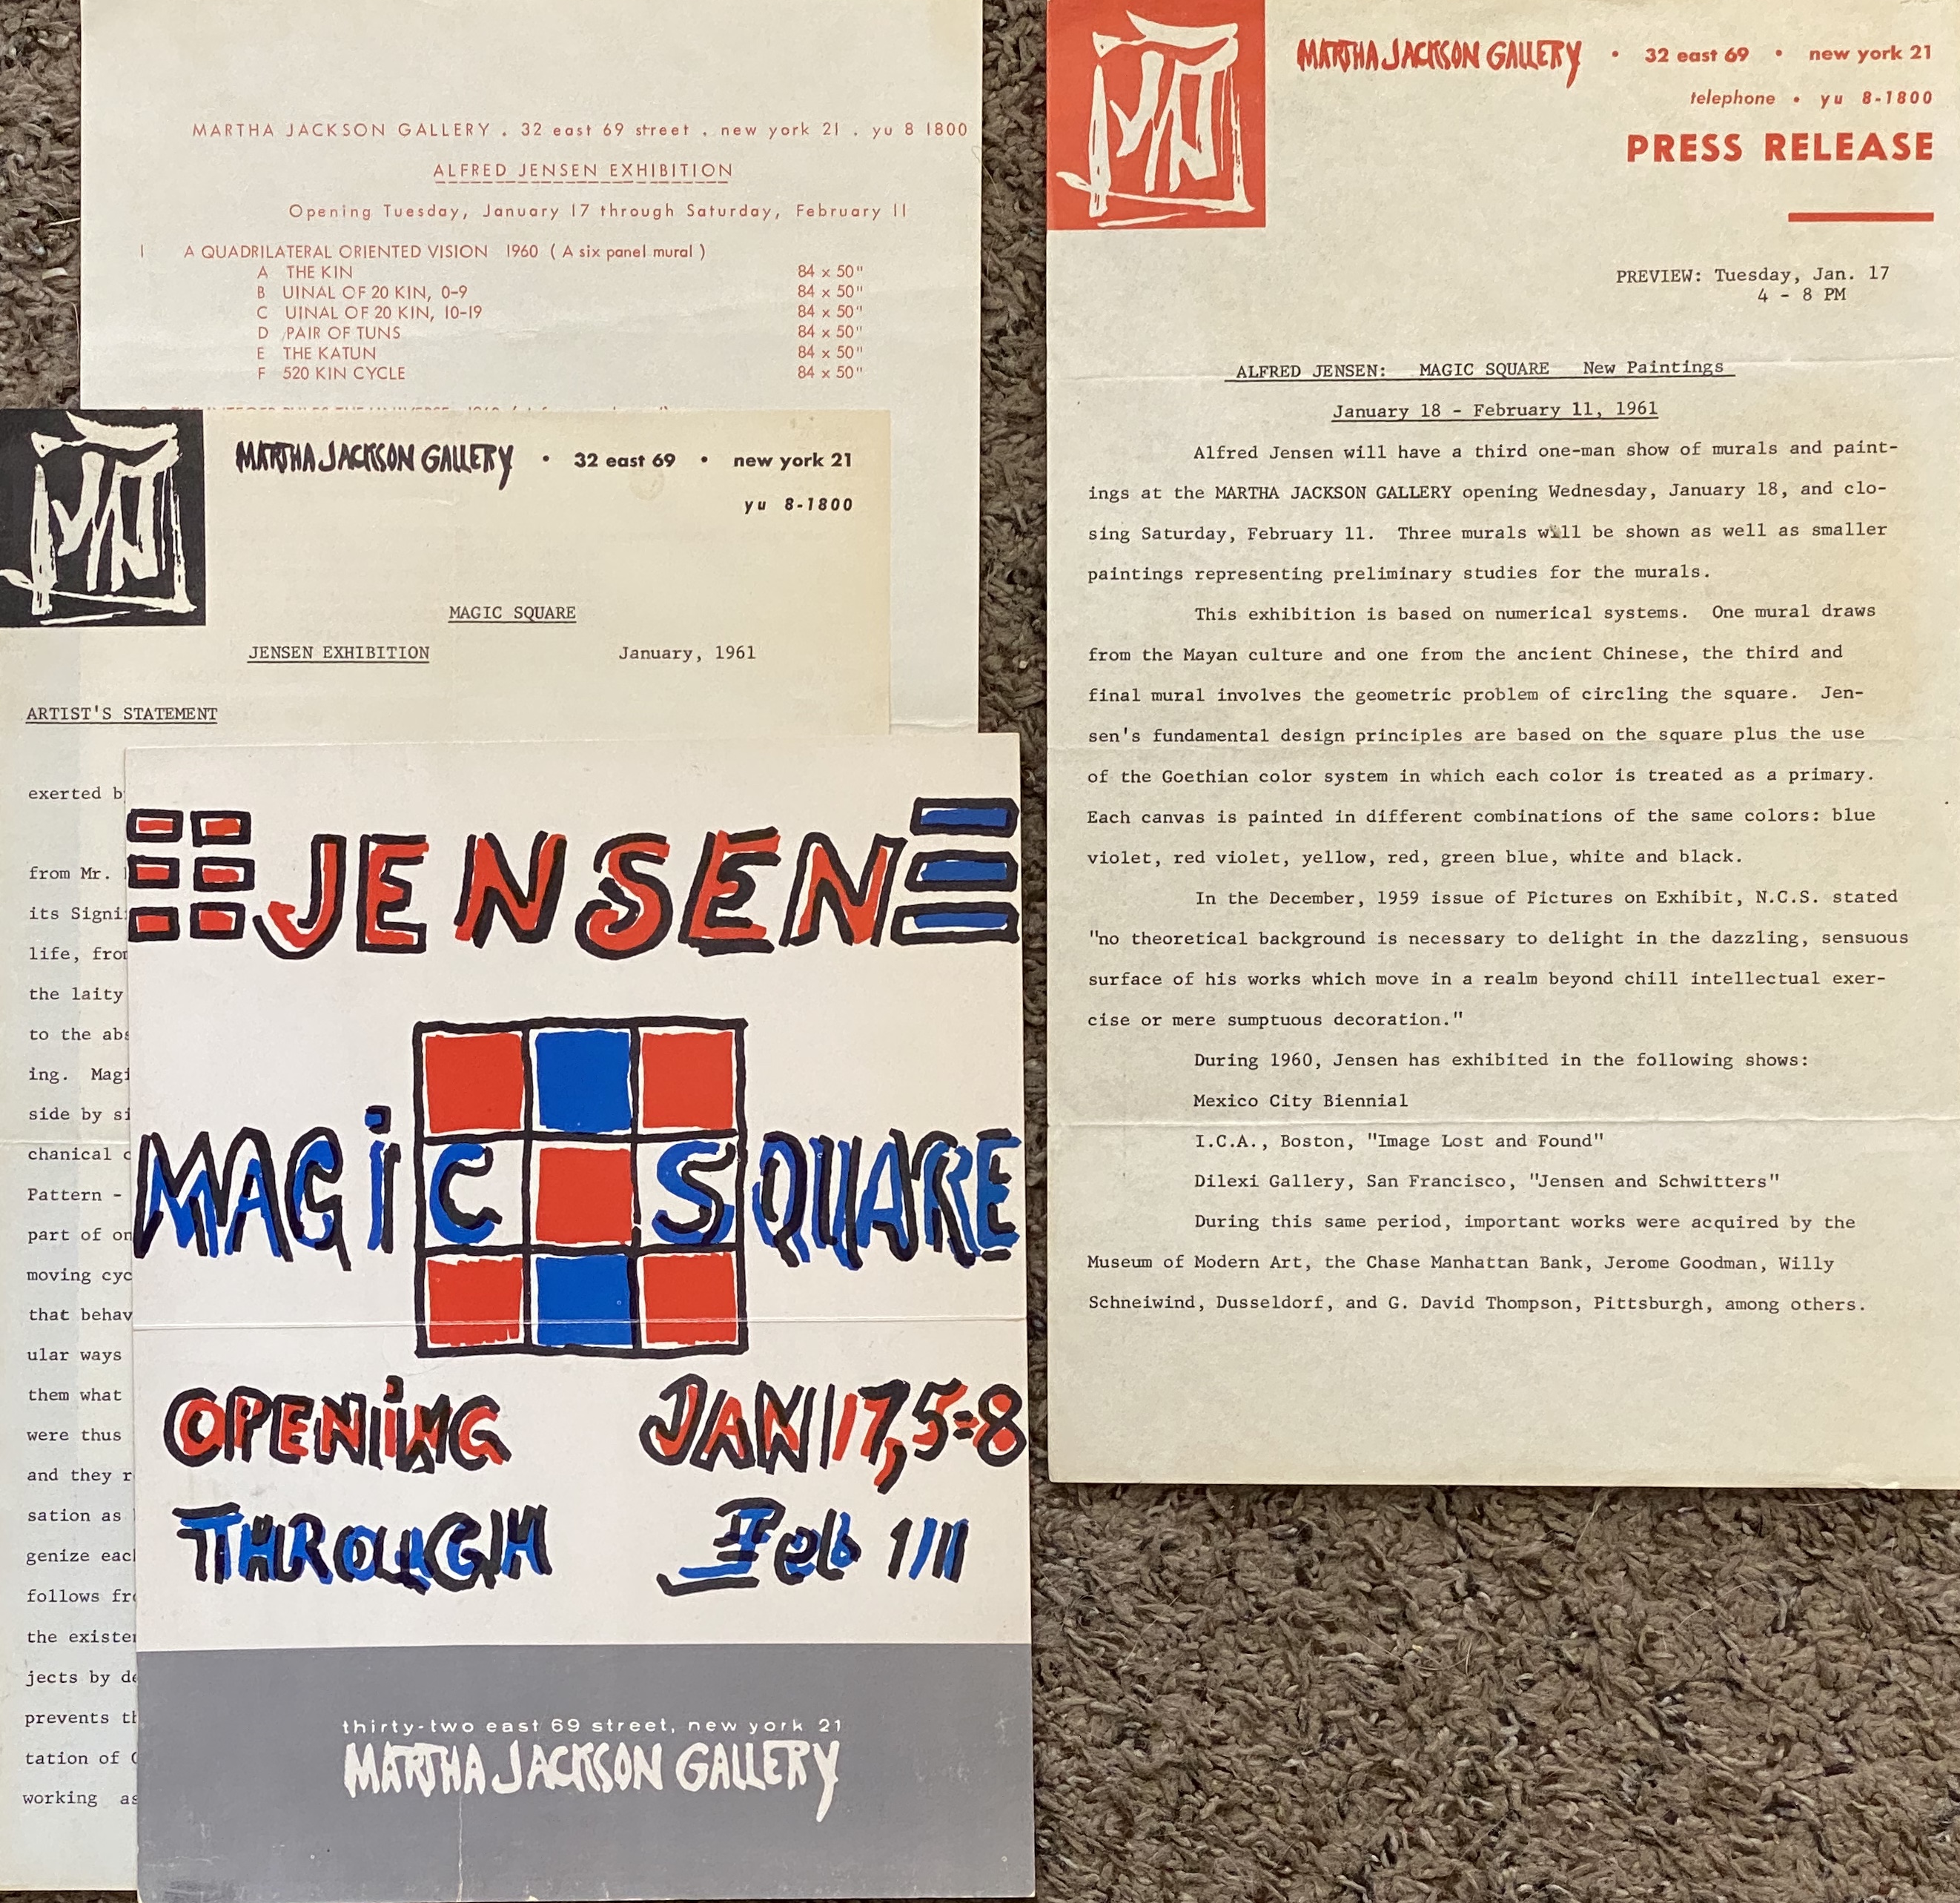 MARTHA JACKSON GALLERY . 32 east 69 street . new york 21 . yu 8 1800
ALFRED JENSEN EXHIBITION
Opening Tuesday, January 17 through Saturday, February 11
1 A QUADRILATERAL ORIENTED VISION 1960 ( A six panel mural )
A THE KIN 84 x 50"
B UINAL OF 20 KIN, 0-9 84 x 50"
C UINAL OF 20 KIN, 10-19 84 x 50"
D PAIR OF TUNS 84 x 50"
E THE KATUN 84 x 50"
F 520 KIN CYCLE 84 x 50"
MARTHA JACKSON GALLERY • 32 east 69 • new york 21
yu 8-1800
MAGIC SQUARE
JENSEN EXHIBITION January, 1961
ARTIST'S STATEMENT
exerted b
from Mr.
its Signi
life, fro
the laity
to the abs
ing. Magi
side by si
chanical
Pattern -
part of on
moving cyc
that behav
ular ways
them what
were thus
and they r
sation as
genize eac
follows fr
the exister
jects by de
prevents th
tation of
working as
JENSEN
MAGiC SQUARE
OPENiNG JAN 17, 5=8
THROUGH Feb 11
thirty-two east 69 street, new york 21
MARTHA JACKSON GALLERY
MARTHA JACKSON GALLERY • 32 east 69 • new york 21
telephone • yu 8-1800
PRESS RELEASE
PREVIEW: Tuesday, Jan. 17
4 - 8 PM
ALFRED JENSEN: MAGIC SQUARE New Paintings
January 18 - February 11, 1961
Alfred Jensen will have a third one-man show of murals and paint-
ings at the MARTHA JACKSON GALLERY opening Wednesday, January 18, and clo-
sing Saturday, February 11. Three murals will be shown as well as smaller
paintings representing preliminary studies for the murals.
This exhibition is based on numerical systems. One mural draws
from the Mayan culture and one from the ancient Chinese, the third and
final mural involves the geometric problem of circling the square. Jen-
sen's fundamental design principles are based on the square plus the use
of the Goethian color system in which each color is treated as a primary.
Each canvas is painted in different combinations of the same colors: blue
violet, red violet, yellow, red, green blue, white and black.
In the December, 1959 issue of Pictures on Exhibit, N.C.S. stated
"no theoretical background is necessary to delight in the dazzling, sensuous
surface of his works which move in a realm beyond chill intellectual exer-
cise or mere sumptuous decoration."
During 1960, Jensen has exhibited in the following shows:
Mexico City Biennial
I.C.A., Boston, "Image Lost and Found"
Dilexi Gallery, San Francisco, "Jensen and Schwitters"
During this same period, important works were acquired by the
Museum of Modern Art, the Chase Manhattan Bank, Jerome Goodman, Willy
Schneiwind, Dusseldorf, and G. David Thompson, Pittsburgh, among others.